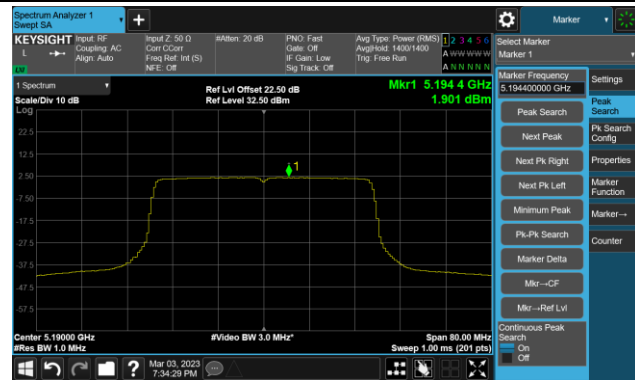 Spectrum Analyzer 1
Swept SA
+
Marker
KEYSIGHT
L
Input: RF
Coupling: AC
Align: Auto
Input Z: 50 Ω
Corr CCorr
Freq Ref: Int (S)
NFE: Off
#Atten: 20 dB
PNO: Fast
Gate: Off
IF Gain: Low
Sig Track: Off
Avg Type: Power (RMS)
Avg|Hold: 1400/1400
Trig: Free Run
1 2 3 4 5 6
A W W W W W
A N N N N N
Select Marker
Marker 1
1 Spectrum
Scale/Div 10 dB
Log
Ref Lvl Offset 22.50 dB
Ref Level 32.50 dBm
Mkr1 5.194 4 GHz
1.901 dBm
22.5
12.5
2.50
-7.50
-17.5
-27.5
-37.5
-47.5
-57.5
1
Center 5.19000 GHz
#Res BW 1.0 MHz
#Video BW 3.0 MHz*
Span 80.00 MHz
Sweep 1.00 ms (201 pts)
Marker Frequency
5.194400000 GHz
Peak Search
Next Peak
Next Pk Right
Next Pk Left
Minimum Peak
Pk-Pk Search
Marker Delta
Mkr→CF
Mkr→Ref Lvl
Continuous Peak
Search
On
Off
Settings
Peak
Search
Pk Search
Config
Properties
Marker
Function
Marker→
Counter
?
Mar 03, 2023
7:34:29 PM